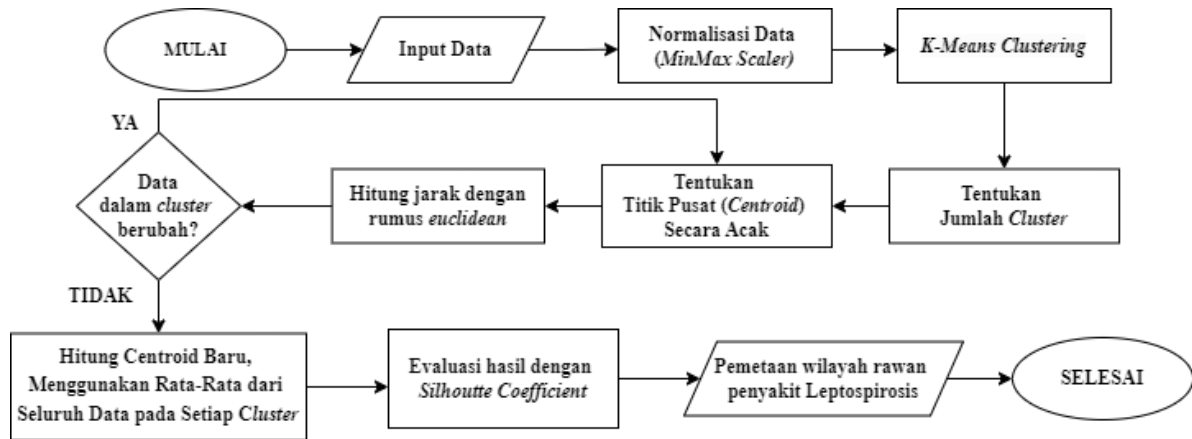 MULAI
Input Data
Normalisasi Data
(MinMax Scaler)
K-Means Clustering
Tentukan
Jumlah Cluster
Tentukan
Titik Pusat (Centroid)
Secara Acak
Hitung jarak dengan
rumus euclidean
Data
dalam cluster
berubah?
YA
TIDAK
Hitung Centroid Baru,
Menggunakan Rata-Rata dari
Seluruh Data pada Setiap Cluster
Evaluasi hasil dengan
Silhoutte Coefficient
Pemetaan wilayah rawan
penyakit Leptospirosis
SELESAI